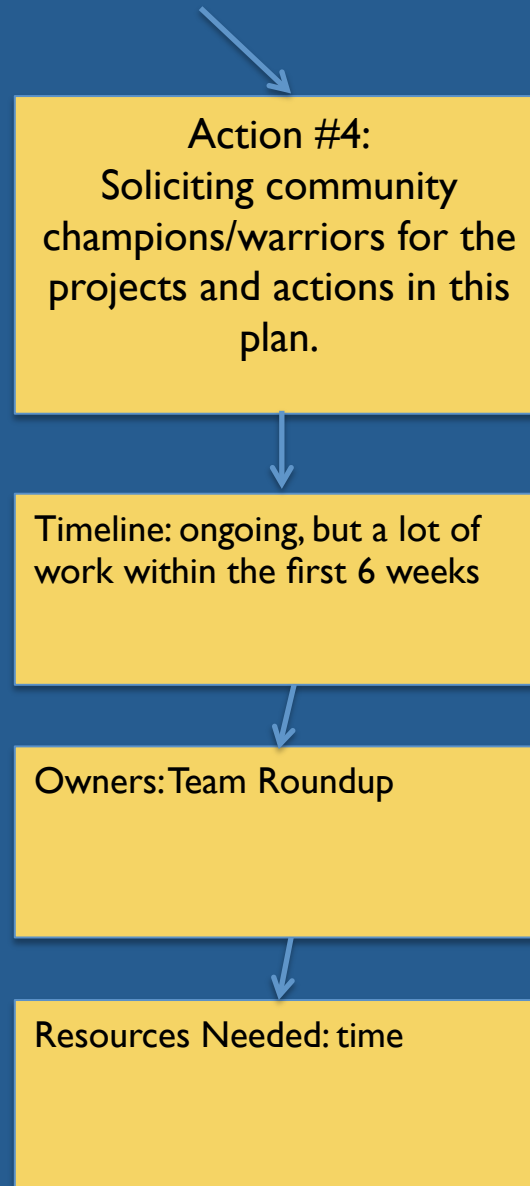 Action #4:
Soliciting community
champions/warriors for the
projects and actions in this
plan.
Timeline: ongoing, but a lot of
work within the first 6 weeks
Owners: Team Roundup
Resources Needed: time